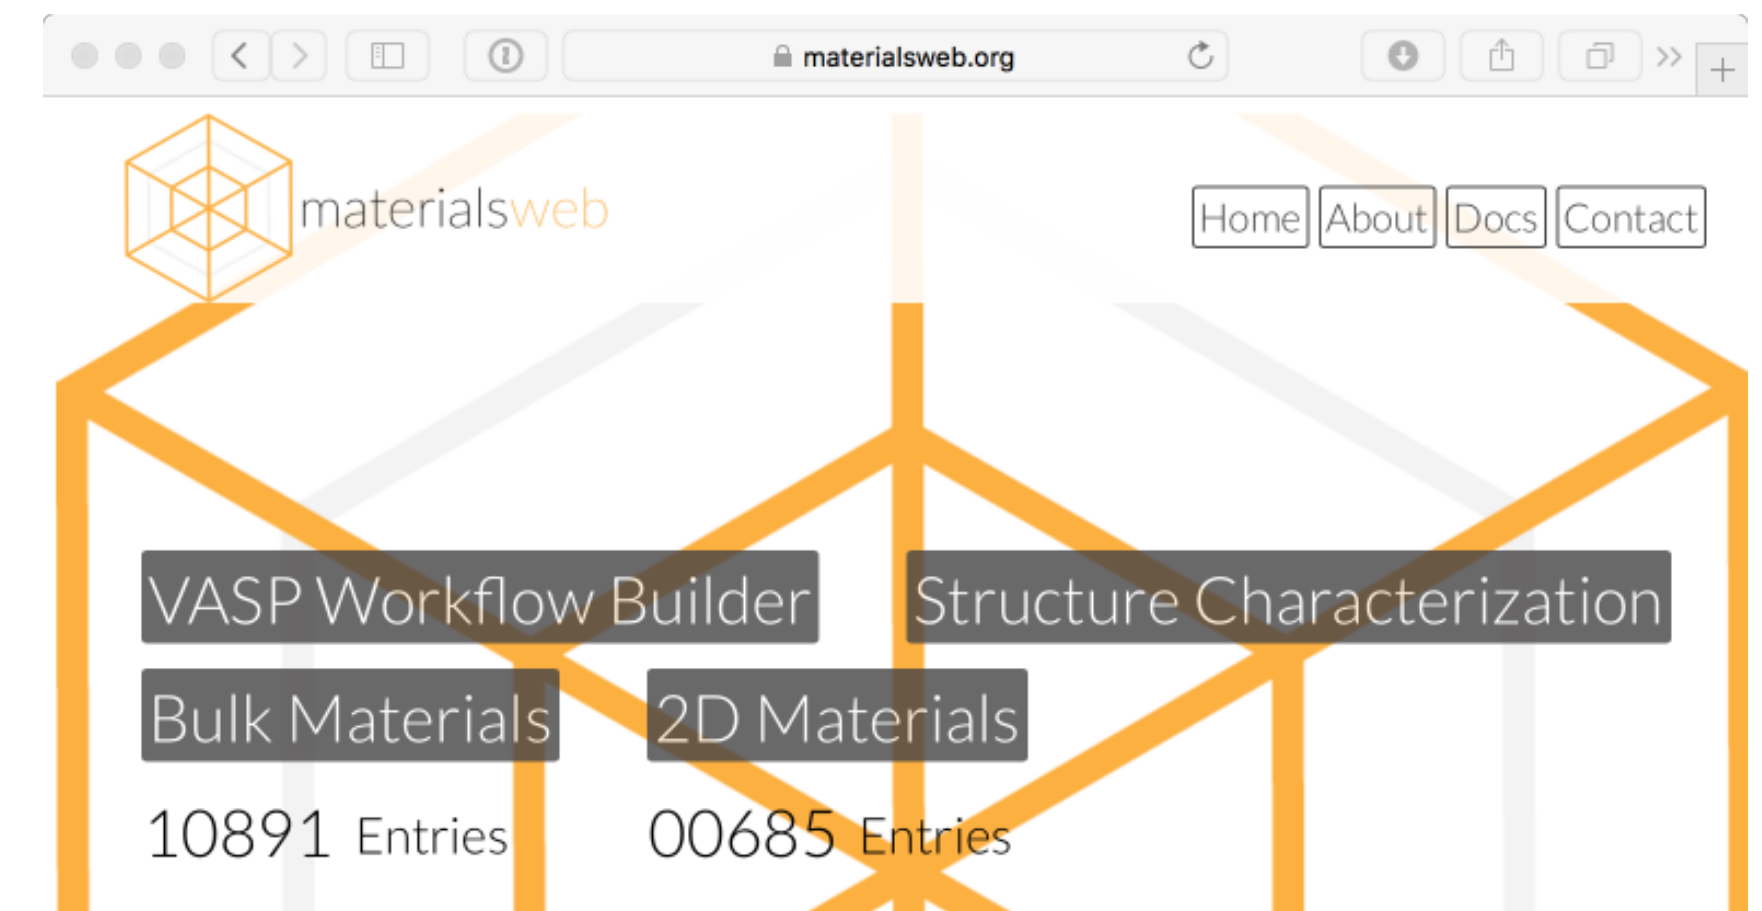 materialsweb.org
materialsweb
Home About Docs Contact
VASP Workflow Builder Structure Characterization
Bulk Materials 2D Materials
10891 Entries 00685 Entries